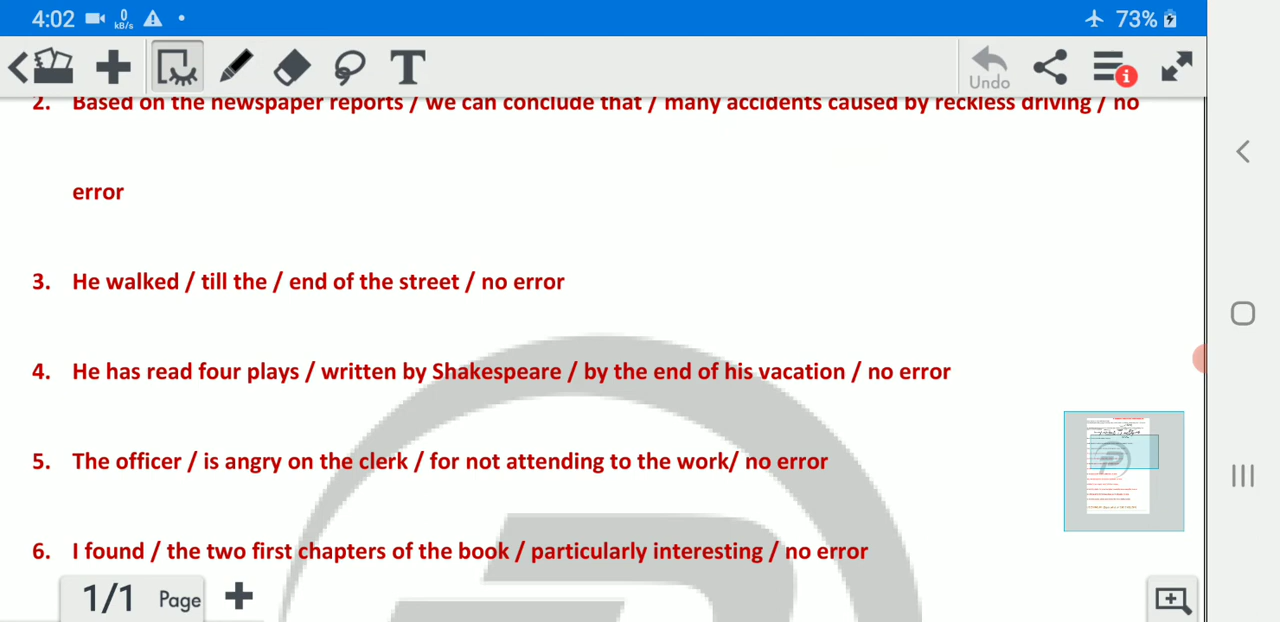 4:02 0 kB/s 73%
Undo
2. Based on the newspaper reports / we can conclude that / many accidents caused by reckless driving / no
error
3. He walked / till the / end of the street / no error
4. He has read four plays / written by Shakespeare / by the end of his vacation / no error
5. The officer / is angry on the clerk / for not attending to the work/ no error
6. I found / the two first chapters of the book / particularly interesting / no error
1/1 Page